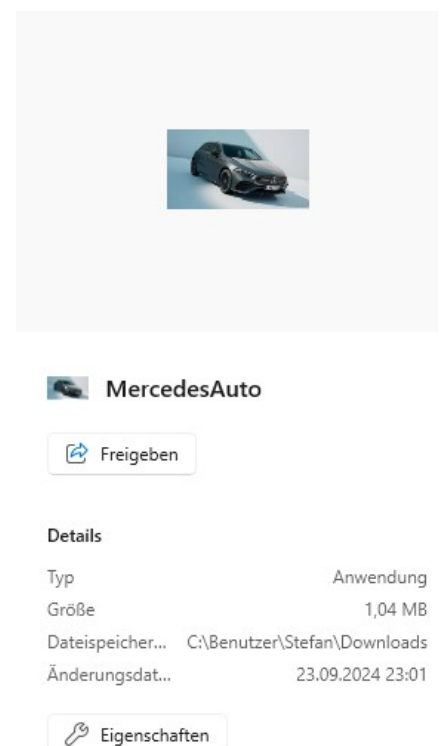 MercedesAuto
Freigeben
Details
Typ Anwendung
Größe 1,04 MB
Dateispeicher... C:\Benutzer\Stefan\Downloads
Änderungsdat... 23.09.2024 23:01
Eigenschaften